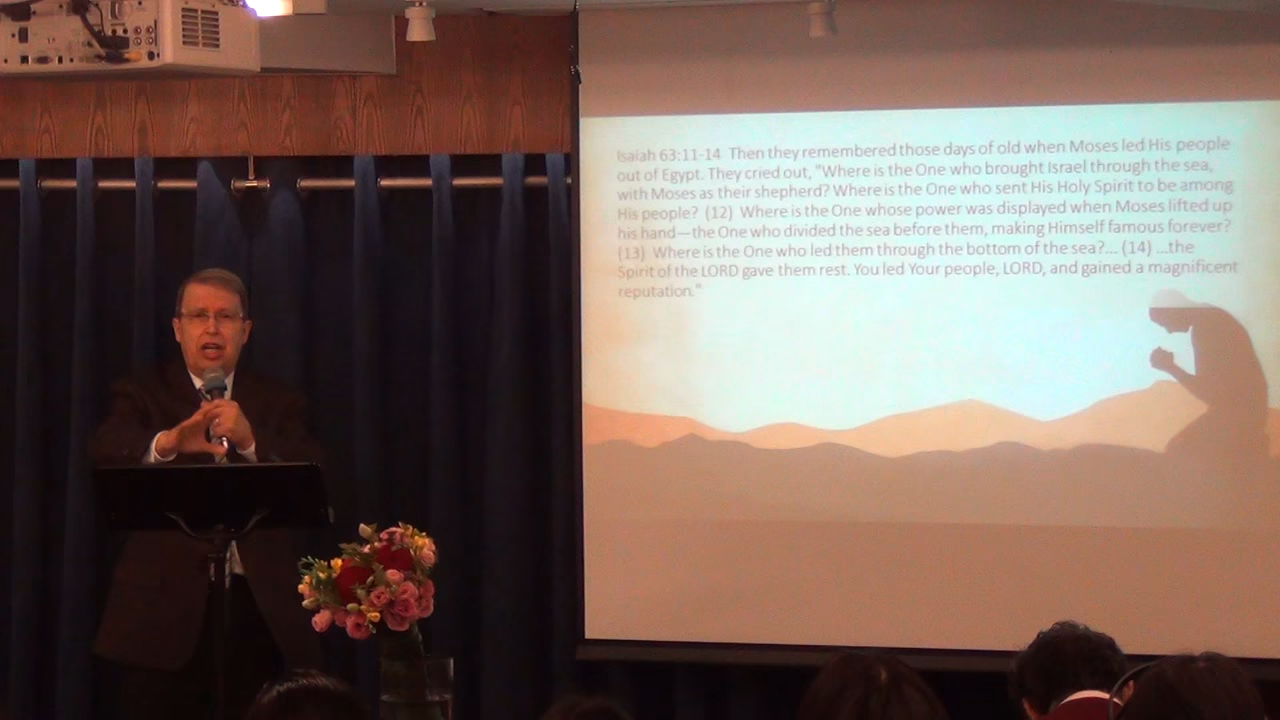 Isaiah 63:11-14 Then they remembered those days of old when Moses led His people
out of Egypt. They cried out, "Where is the One who brought Israel through the sea,
with Moses as their shepherd? Where is the One who sent His Holy Spirit to be among
His people? (12) Where is the One whose power was displayed when Moses lifted up
his hand—the One who divided the sea before them, making Himself famous forever?
(13) Where is the One who led them through the bottom of the sea?... (14) ...the
Spirit of the LORD gave them rest. You led Your people, LORD, and gained a magnificent
reputation."